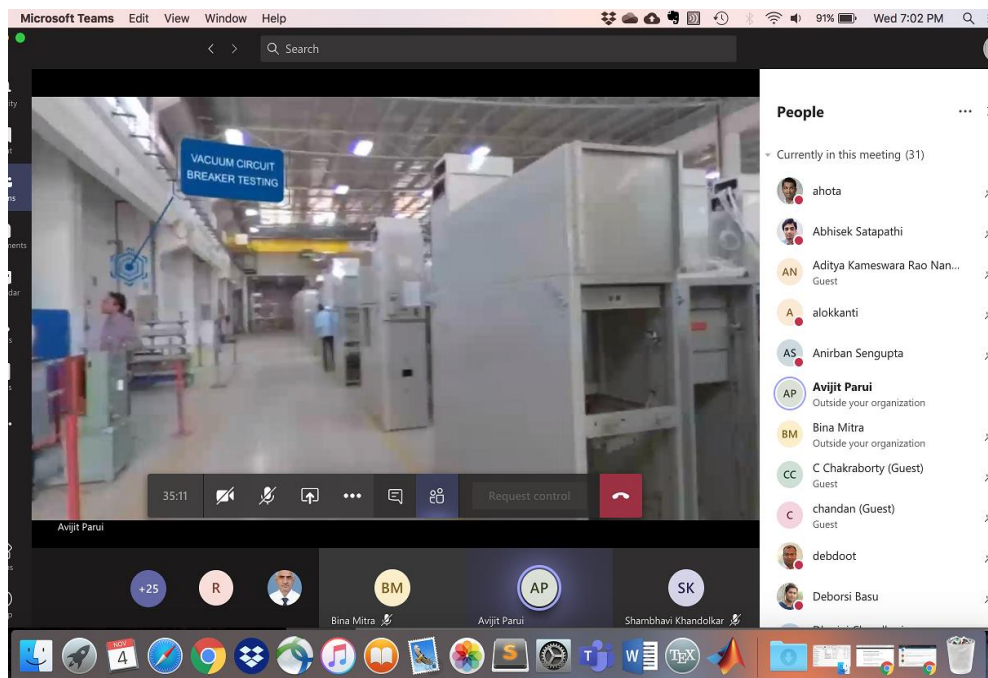 Microsoft Teams Edit View Window Help 91% Wed 7:02 PM
Search
People
VACUUM CIRCUIT
BREAKER TESTING
Currently in this meeting (31)
ahota
Abhisek Satapathi
Aditya Kameswara Rao Nan...
Guest
AN
alokkanti
A
Anirban Sengupta
AS
Avijit Parui
Outside your organization
AP
Bina Mitra
Outside your organization
BM
C Chakraborty (Guest)
Guest
CC
chandan (Guest)
Guest
C
debdoot
Deborsi Basu
35:11
Request control
Avijit Parui
+25 R BM AP SK
Bina Mitra Avijit Parui Shambhavi Khandolkar
NOV
4
S
T
W
TEX